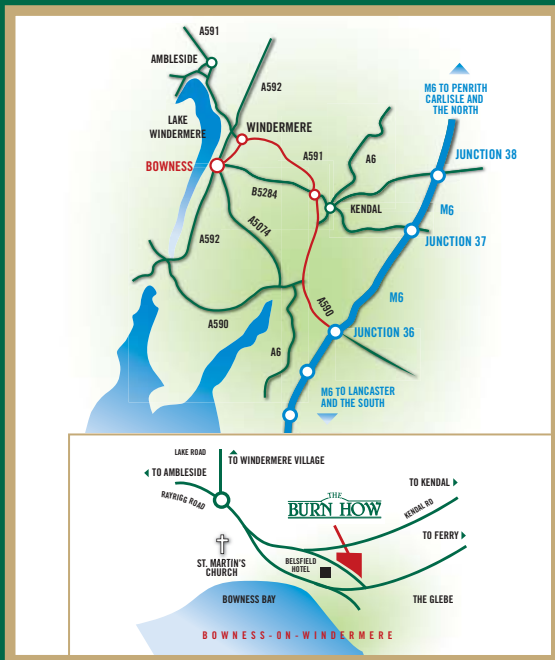 A591
AMBLESIDE
A592
M6 TO PENRITH
CARLISLE AND
THE NORTH
LAKE
WINDERMERE
WINDERMERE
JUNCTION 38
A591
A6
BOWNESS
B5284
KENDAL
M6
A5074
A592
JUNCTION 37
M6
A590
A590
JUNCTION 36
A6
M6 TO LANCASTER
AND THE SOUTH
LAKE ROAD
TO WINDERMERE VILLAGE
TO AMBLESIDE
RAYRIGG ROAD
TO KENDAL
THE
BURN HOW
KENDAL RD
TO FERRY
ST. MARTIN'S
CHURCH
BELSFIELD
HOTEL
BOWNESS BAY
THE GLEBE
BOWNESS-ON-WINDERMERE